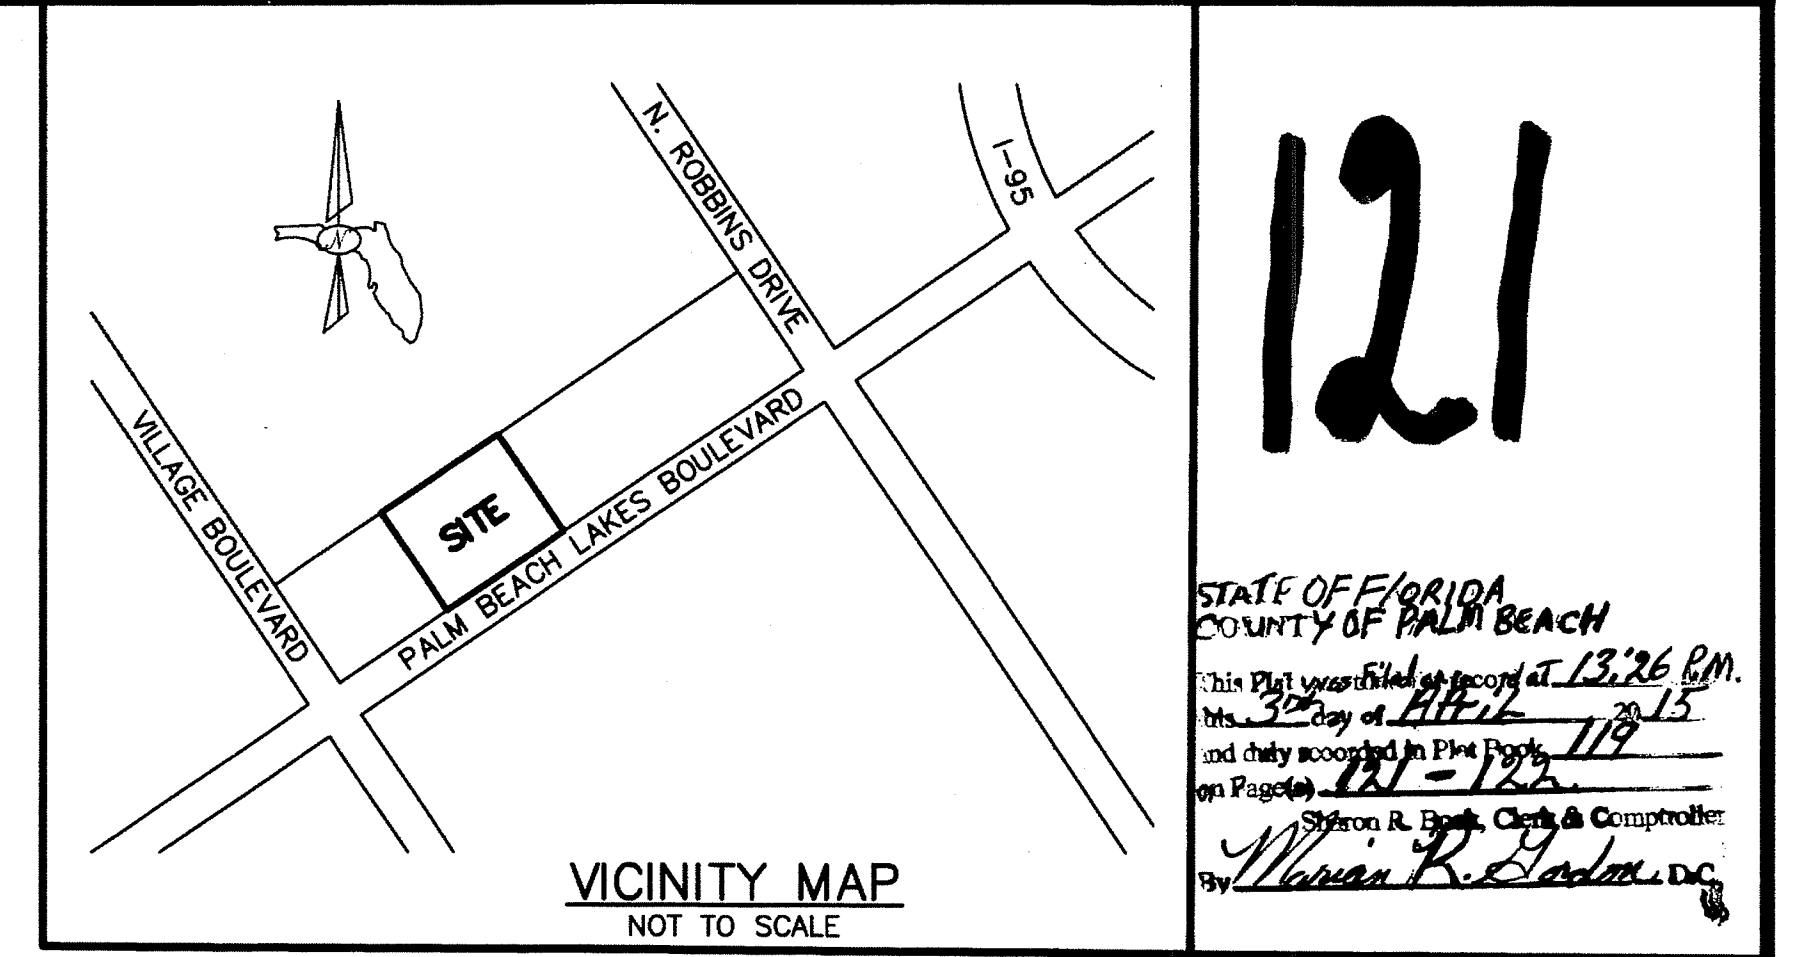 N
N. ROBBINS DRIVE
I-95
VILLAGE BOULEVARD
SITE
PALM BEACH LAKES BOULEVARD
VICINITY MAP
NOT TO SCALE
121
STATE OF FLORIDA
COUNTY OF PALM BEACH
This Plat was Filed record at 13:26 P.M.
this 3rd day of April 2015
and duly recorded in Plat Book 119
on Page(s) 121 - 122.
Sharon R. Bock, Clerk & Comptroller
By Marian R. Gordon D.C.